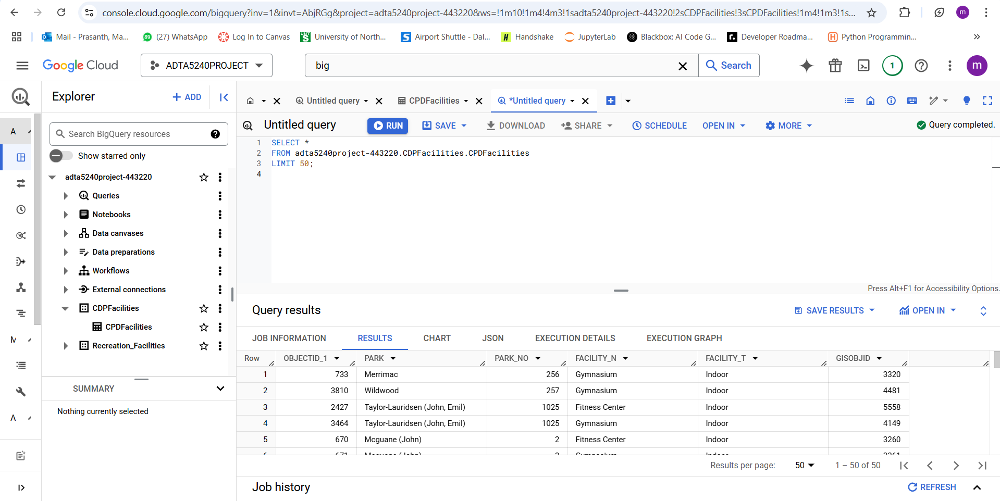 console.cloud.google.com/bigquery?inv=1&invt=AbjRGg&project=adta5240project-443220&ws=!1m10!1m4!4m3!1sadta5240project-443220!2sCDPFacilities!3sCPDFacilities!1m4!1m3!1s...
m
Mail - Prasanth, Ma...
89
(27) WhatsApp
Log In to Canvas
UNT
University of North...
S
Airport Shuttle - Dal...
H
Handshake
JupyterLab
Blackbox: AI Code G...
r.
Developer Roadma...
H
Python Programmin...
Google Cloud
ADTA5240PROJECT
big
Search
1
m
Explorer
+ ADD
Untitled query
CPDFacilities
*Untitled query
A
Search BigQuery resources
Show starred only
Untitled query
RUN
SAVE
DOWNLOAD
SHARE
SCHEDULE
OPEN IN
MORE
Query completed.
1 SELECT *
2 FROM adta5240project-443220.CDPFacilities.CPDFacilities
3 LIMIT 50;
4
adta5240project-443220
Queries
Notebooks
Data canvases
Data preparations
Workflows
External connections
CDPFacilities
CPDFacilities
M
Recreation_Facilities
SUMMARY
Nothing currently selected
A
Press Alt+F1 for Accessibility Options.
Query results
SAVE RESULTS
OPEN IN
JOB INFORMATION RESULTS CHART JSON EXECUTION DETAILS EXECUTION GRAPH
Row OBJECTID_1 PARK PARK_NO FACILITY_N FACILITY_T GISOBJID
1 733 Merrimac 256 Gymnasium Indoor 3320
2 3810 Wildwood 257 Gymnasium Indoor 4481
3 2427 Taylor-Lauridsen (John, Emil) 1025 Fitness Center Indoor 5558
4 3464 Taylor-Lauridsen (John, Emil) 1025 Gymnasium Indoor 4149
5 670 Mcguane (John) 2 Fitness Center Indoor 3260
Results per page: 50 1 – 50 of 50
Job history
REFRESH